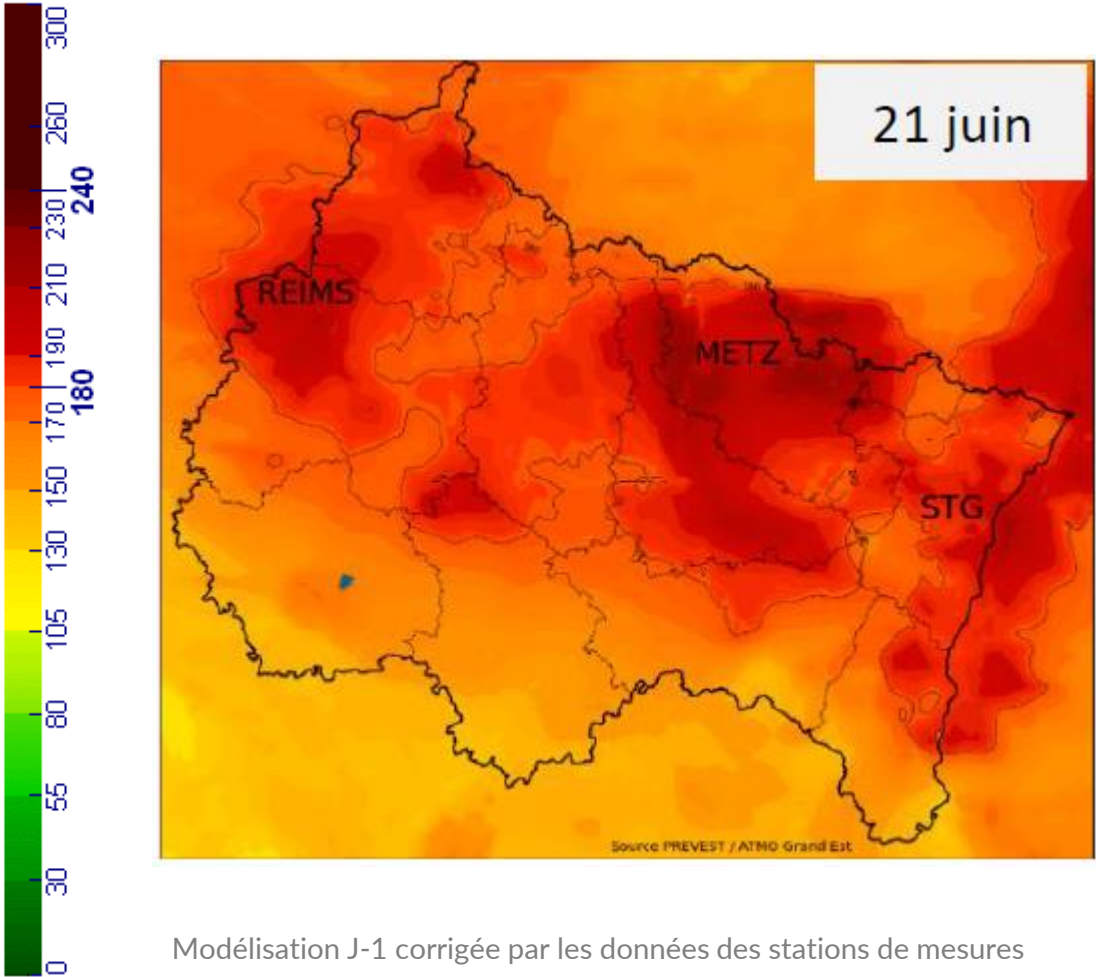 300
260
240
230
210
190
180
170
150
130
105
80
55
30
0
21 juin
REIMS
METZ
STG
Source PREVEST / ATMO Grand Est
Modélisation J-1 corrigée par les données des stations de mesures